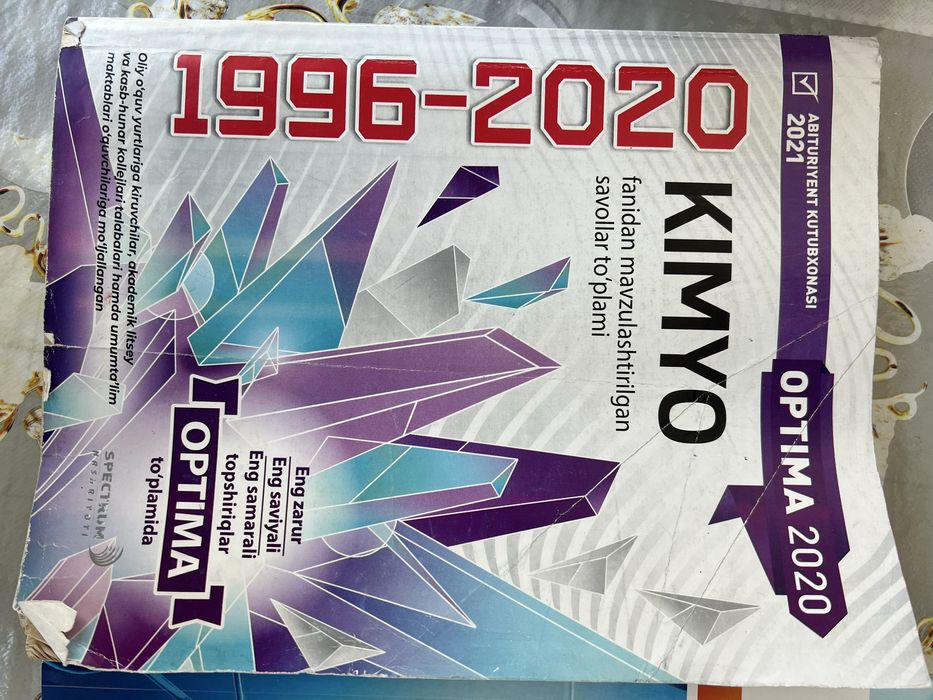 ABITURIYENT KUTUBXONASI
2021
OPTIMA 2020
KIMYO
fanidan mavzulashtirilgan
savollar to‘plami
1996-2020
Eng zarur
Eng saviyali
Eng samarali
topshiriqlar
OPTIMA
to‘plamida
Oliy o‘quv yurtlariga kiruvchilar, akademik litsey
va kasb-hunar kollejlari talabalari hamda umumta’lim
maktablari o‘quvchilariga mo‘ljallangan
SPECTRUM
NASHRIYOTI